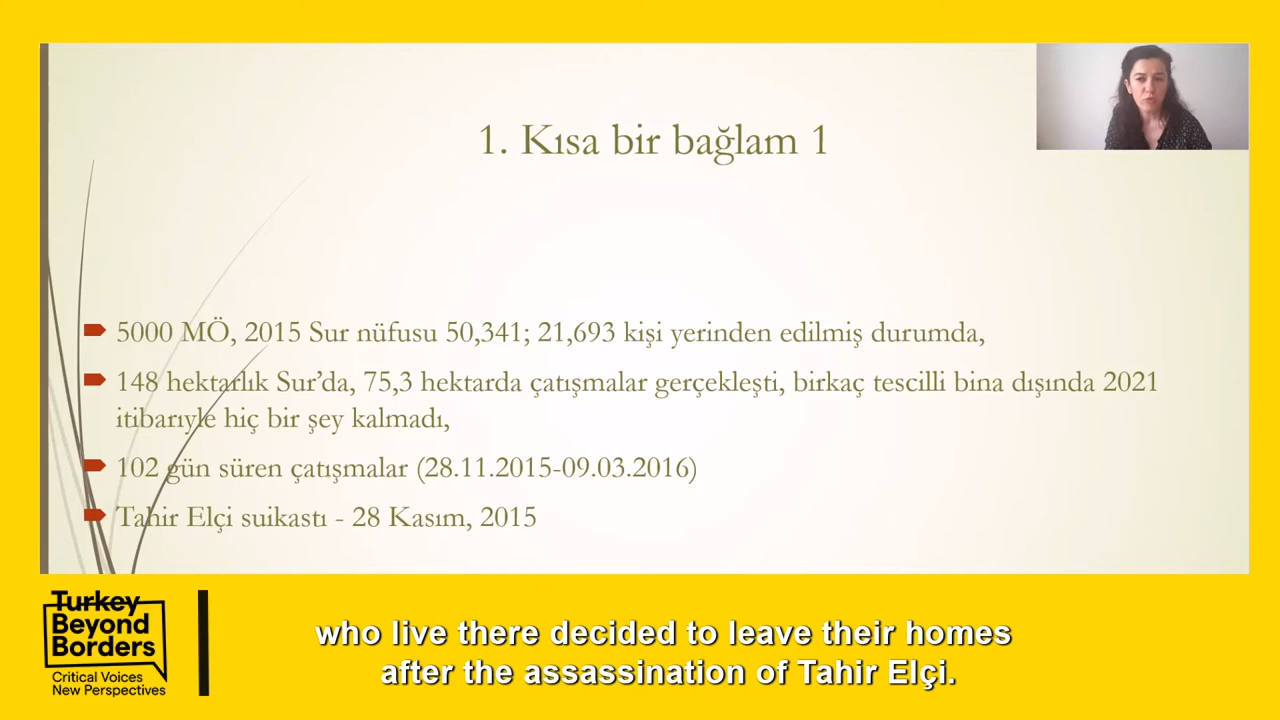 1. Kısa bir bağlam 1
5000 MÖ, 2015 Sur nüfusu 50,341; 21,693 kişi yerinden edilmiş durumda,
148 hektarlık Sur’da, 75,3 hektarda çatışmalar gerçekleşti, birkaç tescilli bina dışında 2021
itibarıyle hiç bir şey kalmadı,
102 gün süren çatışmalar (28.11.2015-09.03.2016)
Tahir Elçi suikastı - 28 Kasım, 2015
Turkey
Beyond
Borders
Critical Voices
New Perspectives
who live there decided to leave their homes
after the assassination of Tahir Elçi.